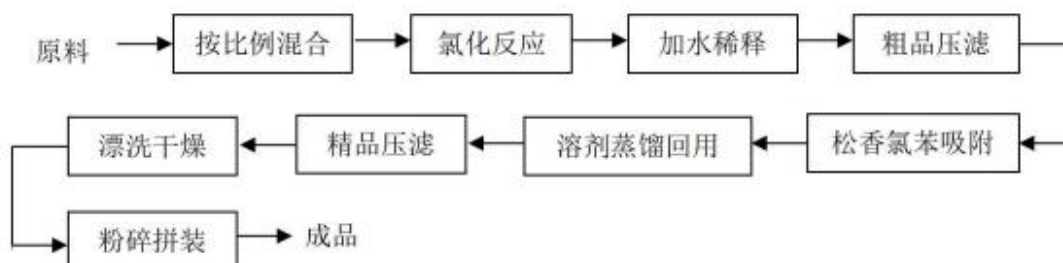 原料 按比例混合 氯化反应 加水稀释 粗品压滤
漂洗干燥 精品压滤 溶剂蒸馏回用 松香氯苯吸附
粉碎拼装 成品